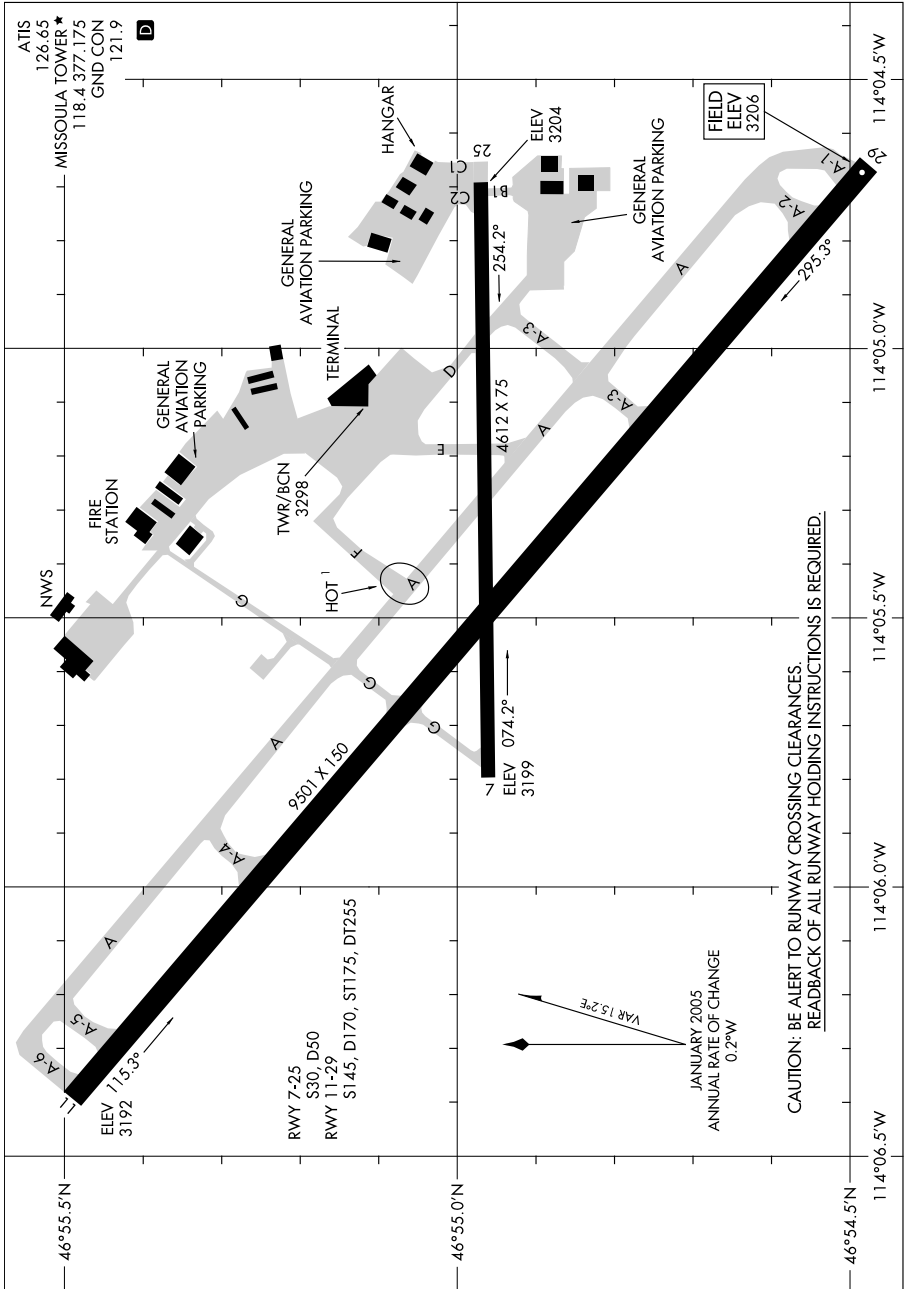 ATIS
126.65
MISSOULA TOWER★
118.4 377.175
GND CON
121.9
D
NWS
FIRE
STATION
GENERAL
AVIATION
PARKING
TWR/BCN
3298
TERMINAL
GENERAL
AVIATION PARKING
HANGAR
HOT 1
ELEV
3204
GENERAL
AVIATION PARKING
FIELD
ELEV
3206
A-6
A-5
A
A-4
A
G
G
G
F
A
E
D
A
A-3
A-3
A
C2
C1
B1
A-2
A-1
11
29
7
25
ELEV
3192
115.3°
9501 X 150
295.3°
4612 X 75
254.2°
074.2°
ELEV
3199
RWY 7-25
S30, D50
RWY 11-29
S145, D170, ST175, DT255
VAR 15.2°E
JANUARY 2005
ANNUAL RATE OF CHANGE
0.2°W
CAUTION: BE ALERT TO RUNWAY CROSSING CLEARANCES.
READBACK OF ALL RUNWAY HOLDING INSTRUCTIONS IS REQUIRED.
46°55.5'N
46°55.0'N
46°54.5'N
114°06.5'W
114°06.0'W
114°05.5'W
114°05.0'W
114°04.5'W